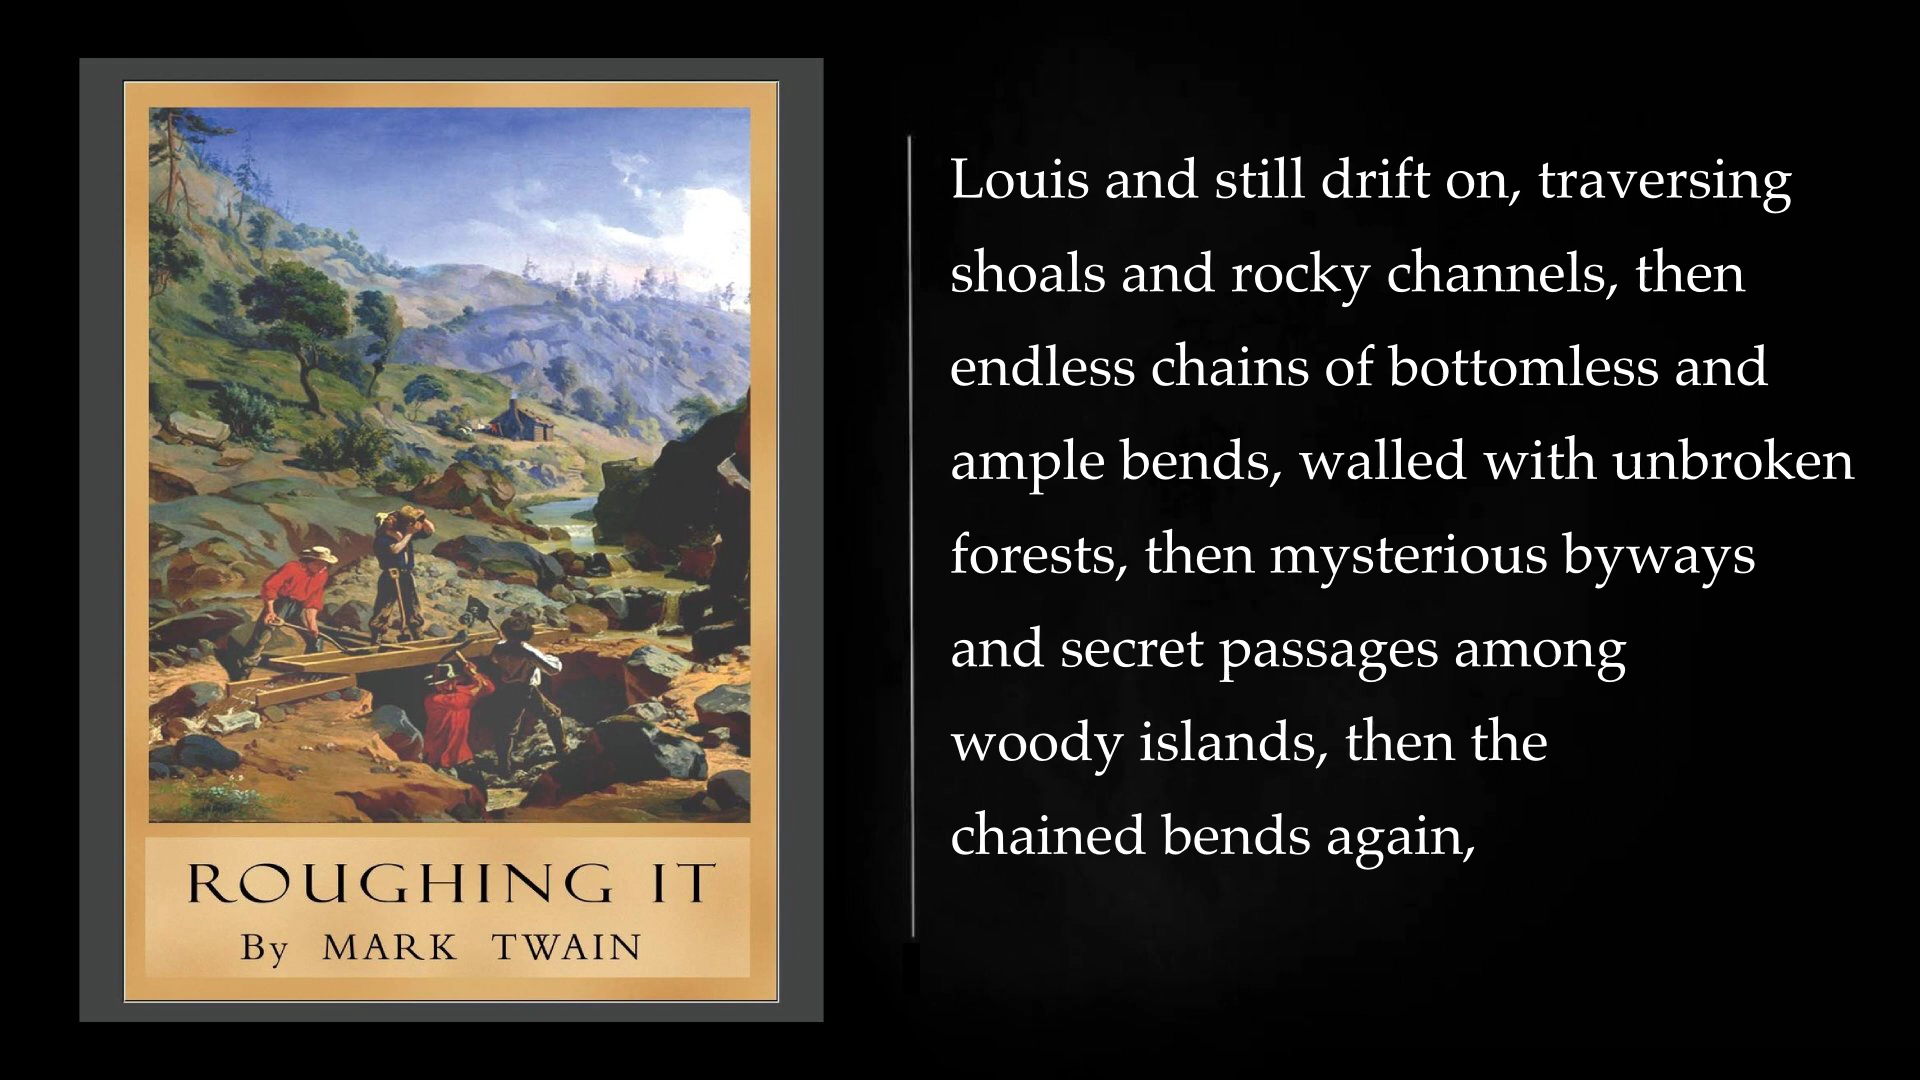 ROUGHING IT
By MARK TWAIN
Louis and still drift on, traversing
shoals and rocky channels, then
endless chains of bottomless and
ample bends, walled with unbroken
forests, then mysterious byways
and secret passages among
woody islands, then the
chained bends again,